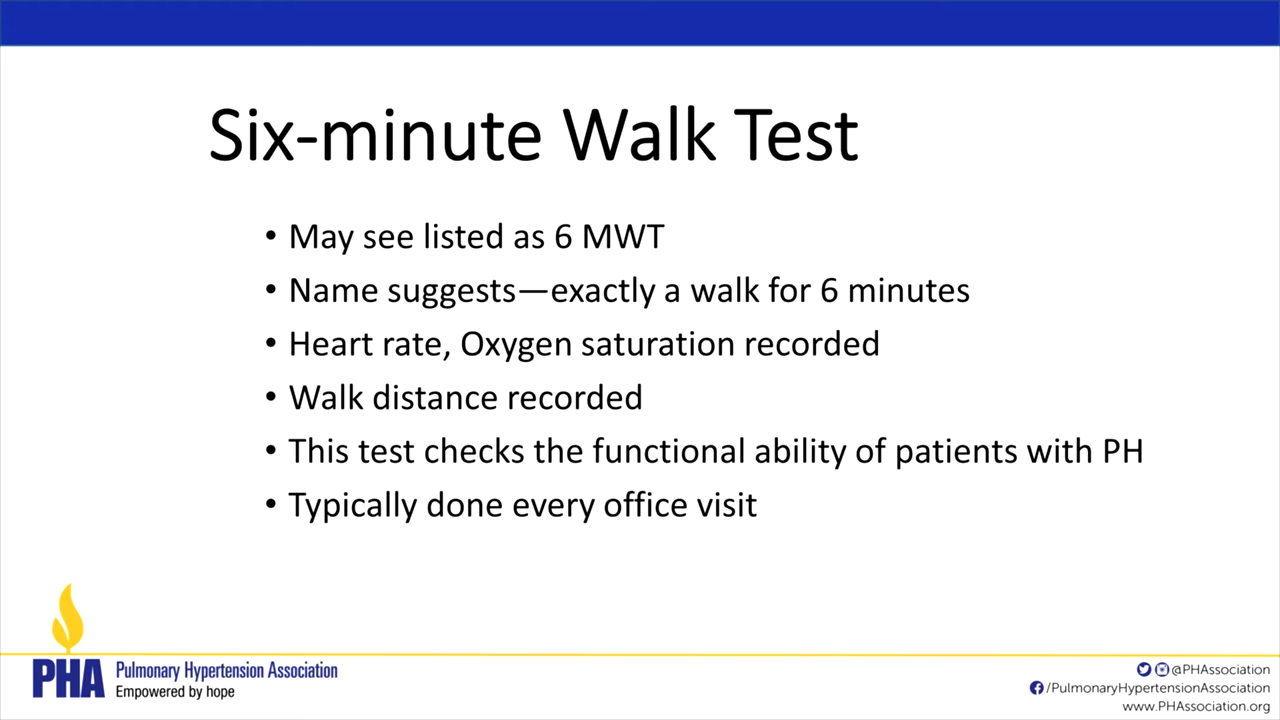 Six-minute Walk Test
• May see listed as 6 MWT
• Name suggests—exactly a walk for 6 minutes
• Heart rate, Oxygen saturation recorded
• Walk distance recorded
• This test checks the functional ability of patients with PH
• Typically done every office visit
PHA Pulmonary Hypertension Association
Empowered by hope
@PHAssociation
/PulmonaryHypertensionAssociation
www.PHAssociation.org